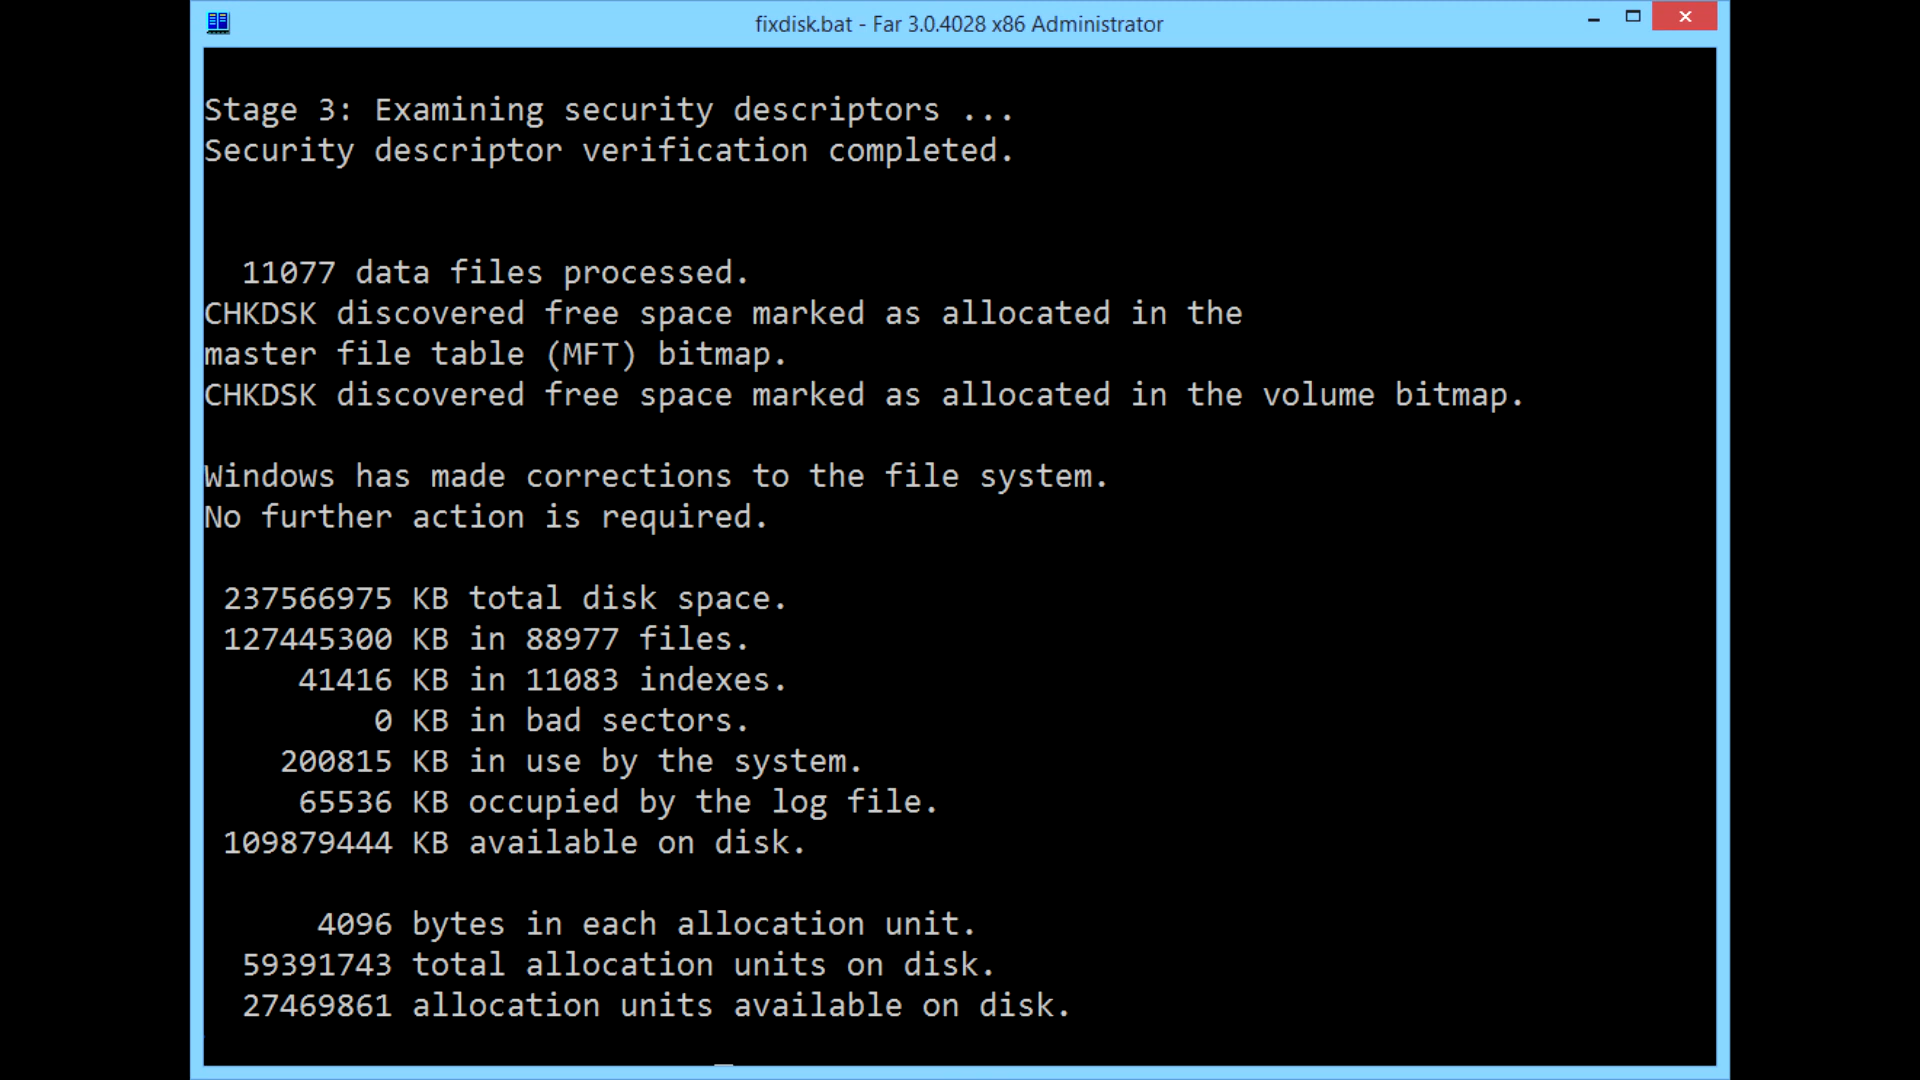 fixdisk.bat - Far 3.0.4028 x86 Administrator
Stage 3: Examining security descriptors ...
Security descriptor verification completed.
11077 data files processed.
CHKDSK discovered free space marked as allocated in the
master file table (MFT) bitmap.
CHKDSK discovered free space marked as allocated in the volume bitmap.
Windows has made corrections to the file system.
No further action is required.
237566975 KB total disk space.
127445300 KB in 88977 files.
41416 KB in 11083 indexes.
0 KB in bad sectors.
200815 KB in use by the system.
65536 KB occupied by the log file.
109879444 KB available on disk.
4096 bytes in each allocation unit.
59391743 total allocation units on disk.
27469861 allocation units available on disk.